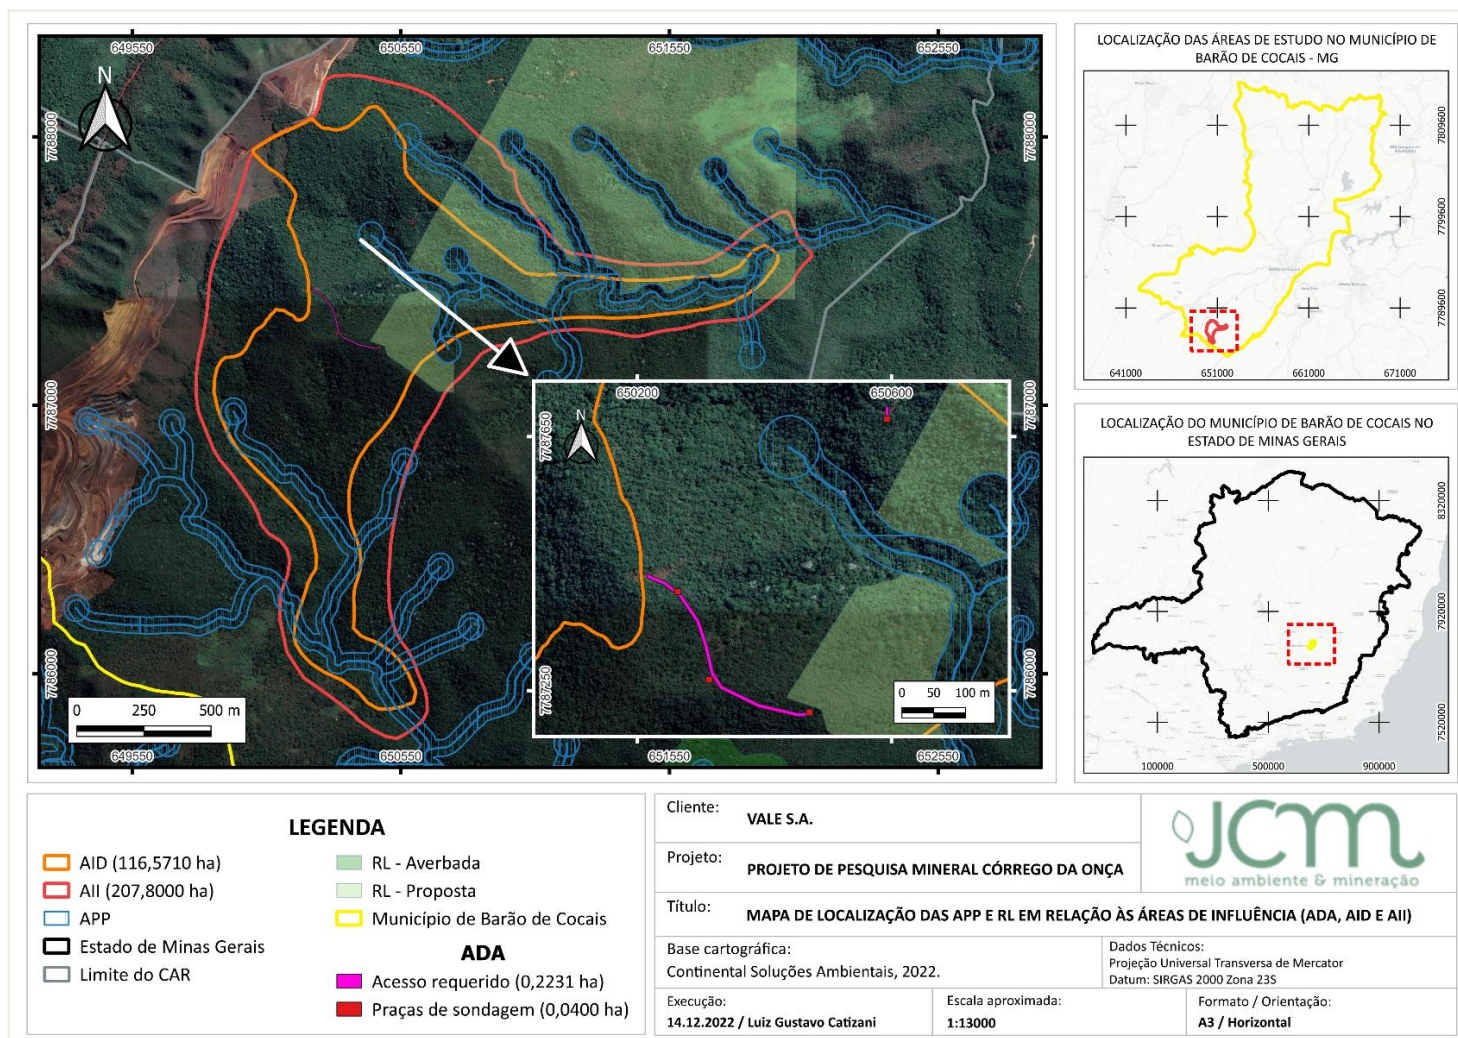 649550
650550
651550
652550
N
7788000
7788000
7787000
7787000
7786000
7786000
650200
650600
N
7787650
7787250
0 50 100 m
0 250 500 m
649550
650550
651550
652550
LOCALIZAÇÃO DAS ÁREAS DE ESTUDO NO MUNICÍPIO DE
BARÃO DE COCAIS - MG
7809600
7799600
7789600
641000
651000
661000
671000
LOCALIZAÇÃO DO MUNICÍPIO DE BARÃO DE COCAIS NO
ESTADO DE MINAS GERAIS
8320000
7920000
7520000
100000
500000
900000
LEGENDA
AID (116,5710 ha)
AII (207,8000 ha)
APP
Estado de Minas Gerais
Limite do CAR
RL - Averbada
RL - Proposta
Município de Barão de Cocais
ADA
Acesso requerido (0,2231 ha)
Praças de sondagem (0,0400 ha)
Cliente:
VALE S.A.
Projeto:
PROJETO DE PESQUISA MINERAL CÓRREGO DA ONÇA
JCM
meio ambiente & mineração
Título:
MAPA DE LOCALIZAÇÃO DAS APP E RL EM RELAÇÃO ÀS ÁREAS DE INFLUÊNCIA (ADA, AID E AII)
Base cartográfica:
Continental Soluções Ambientais, 2022.
Dados Técnicos:
Projeção Universal Transversa de Mercator
Datum: SIRGAS 2000 Zona 23S
Execução:
14.12.2022 / Luiz Gustavo Catizani
Escala aproximada:
1:13000
Formato / Orientação:
A3 / Horizontal